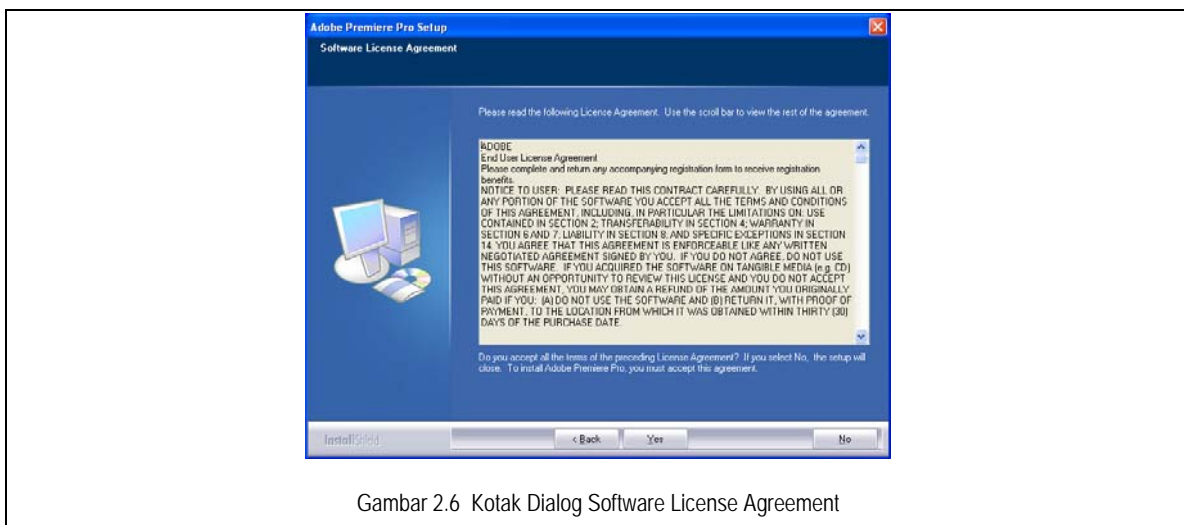 Adobe Premiere Pro Setup
Software License Agreement
Please read the following License Agreement. Use the scroll bar to view the rest of the agreement.
ADOBE
End User License Agreement
Please complete and return any accompanying registration form to receive registration
benefits.
NOTICE TO USER: PLEASE READ THIS CONTRACT CAREFULLY. BY USING ALL OR
ANY PORTION OF THE SOFTWARE YOU ACCEPT ALL THE TERMS AND CONDITIONS
OF THIS AGREEMENT, INCLUDING, IN PARTICULAR THE LIMITATIONS ON: USE
CONTAINED IN SECTION 2; TRANSFERABILITY IN SECTION 4; WARRANTY IN
SECTION 6 AND 7; LIABILITY IN SECTION 8; AND SPECIFIC EXCEPTIONS IN SECTION
14. YOU AGREE THAT THIS AGREEMENT IS ENFORCEABLE LIKE ANY WRITTEN
NEGOTIATED AGREEMENT SIGNED BY YOU. IF YOU DO NOT AGREE, DO NOT USE
THIS SOFTWARE. IF YOU ACQUIRED THE SOFTWARE ON TANGIBLE MEDIA (e.g. CD)
WITHOUT AN OPPORTUNITY TO REVIEW THIS LICENSE AND YOU DO NOT ACCEPT
THIS AGREEMENT, YOU MAY OBTAIN A REFUND OF THE AMOUNT YOU ORIGINALLY
PAID IF YOU: (A) DO NOT USE THE SOFTWARE AND (B) RETURN IT, WITH PROOF OF
PAYMENT, TO THE LOCATION FROM WHICH IT WAS OBTAINED WITHIN THIRTY (30)
DAYS OF THE PURCHASE DATE.
Do you accept all the terms of the preceding License Agreement? If you select No, the setup will
close. To install Adobe Premiere Pro, you must accept this agreement.
InstallShield
< Back Yes No
Gambar 2.6 Kotak Dialog Software License Agreement